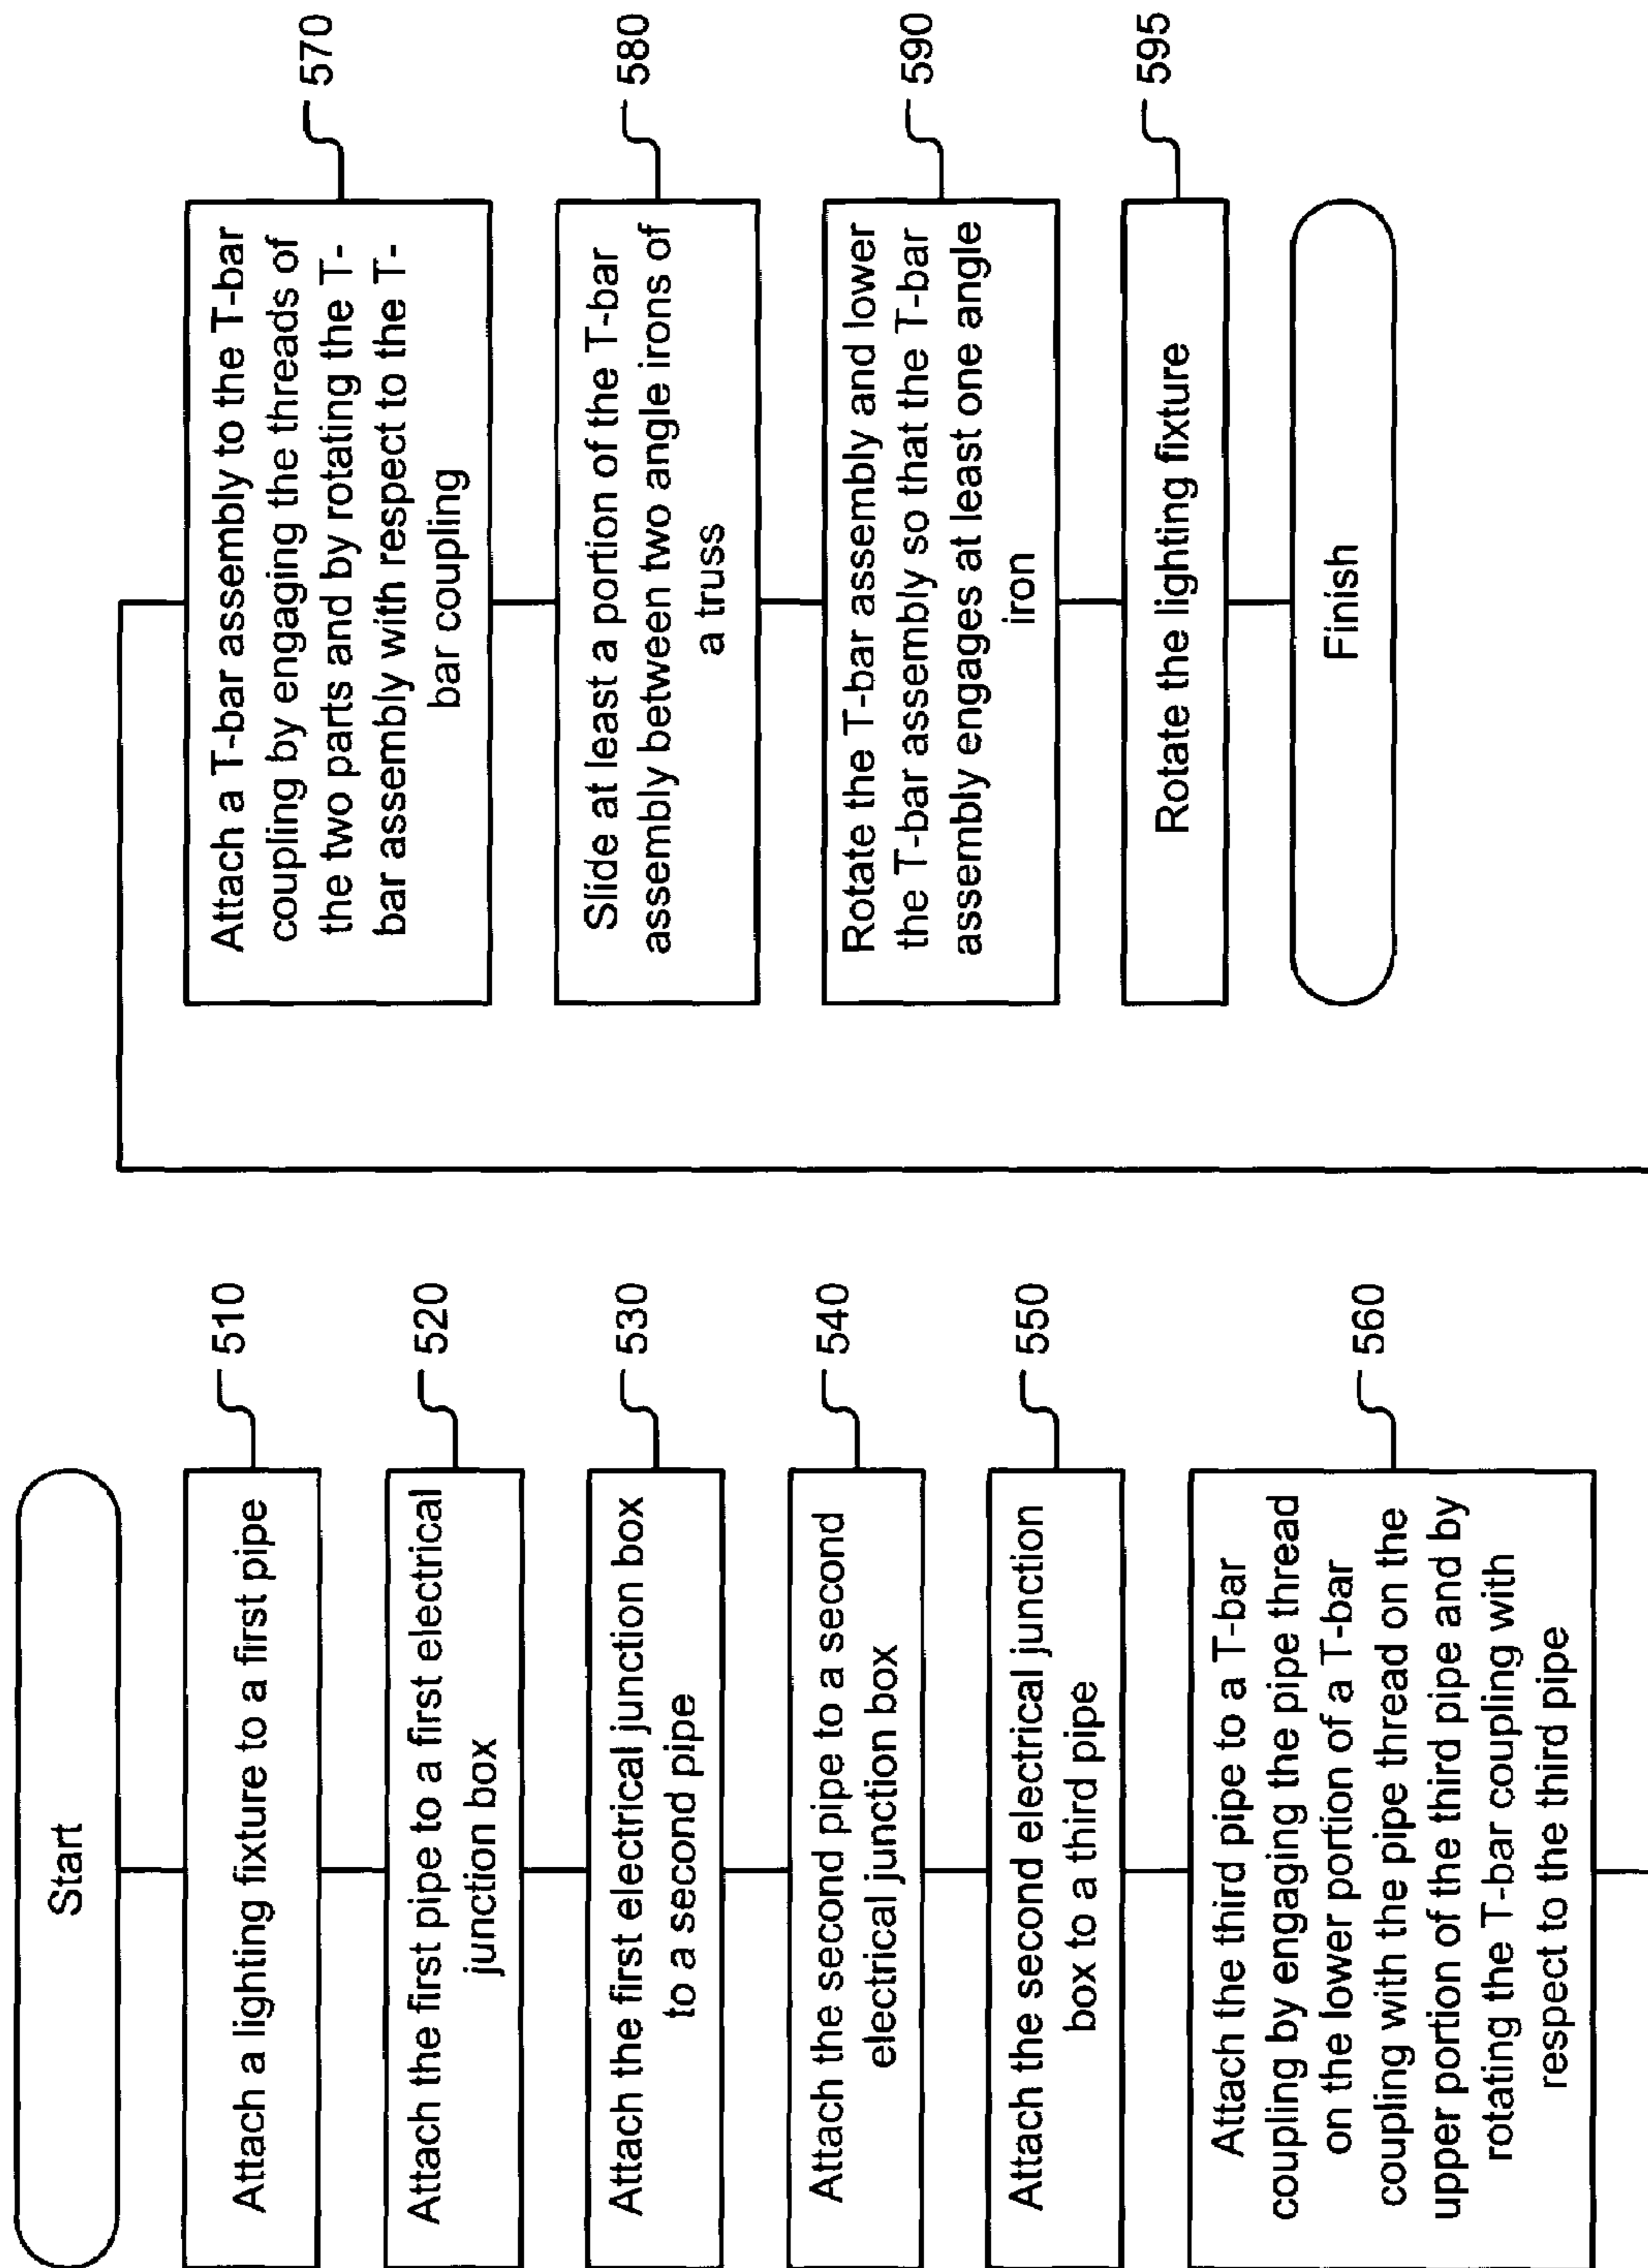 Start
Attach a lighting fixture to a first pipe
510
Attach the first pipe to a first electrical
junction box
520
Attach the first electrical junction box
to a second pipe
530
Attach the second pipe to a second
electrical junction box
540
Attach the second electrical junction
box to a third pipe
550
Attach the third pipe to a T-bar
coupling by engaging the pipe thread
on the lower portion of a T-bar
coupling with the pipe thread on the
upper portion of the third pipe and by
rotating the T-bar coupling with
respect to the third pipe
560
Attach a T-bar assembly to the T-bar
coupling by engaging the threads of
the two parts and by rotating the T-
bar assembly with respect to the T-
bar coupling
570
Slide at least a portion of the T-bar
assembly between two angle irons of
a truss
580
Rotate the T-bar assembly and lower
the T-bar assembly so that the T-bar
assembly engages at least one angle
iron
590
Rotate the lighting fixture
595
Finish